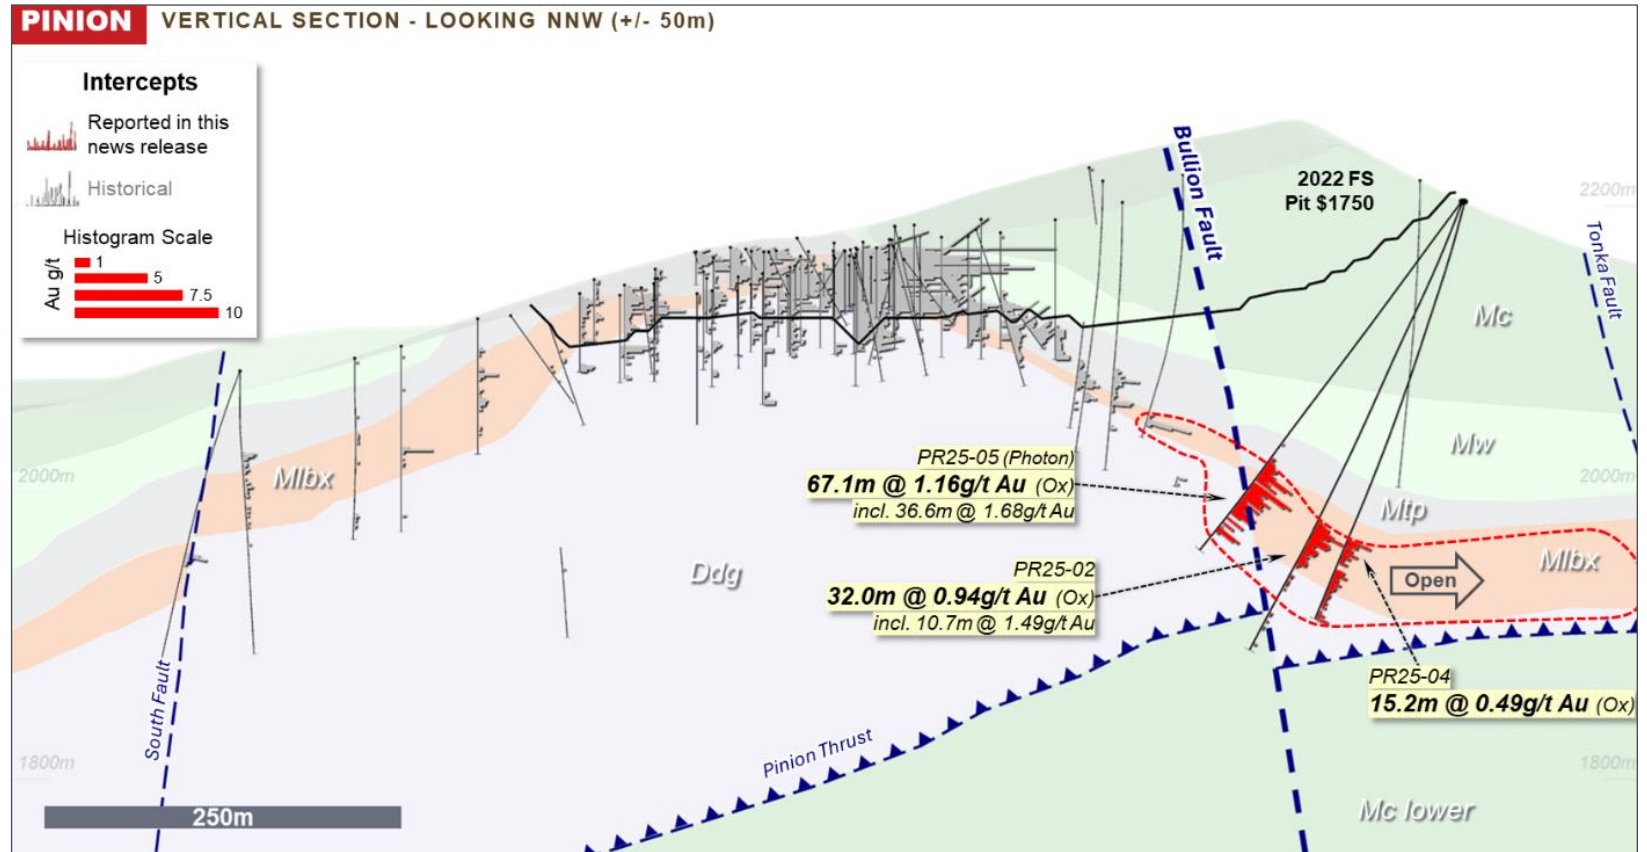 PINION VERTICAL SECTION - LOOKING NNW (+/- 50m)
Intercepts
Reported in this
news release
Historical
Histogram Scale
Au g/t
1
5
7.5
10
Bullion Fault
2022 FS
Pit $1750
2200m
2200m
Tonka Fault
Mc
Mw
2000m
2000m
Mlbx
Mtp
Mlbx
Ddg
PR25-05 (Photon)
67.1m @ 1.16g/t Au (Ox)
incl. 36.6m @ 1.68g/t Au
PR25-02
32.0m @ 0.94g/t Au (Ox)
incl. 10.7m @ 1.49g/t Au
Open
PR25-04
15.2m @ 0.49g/t Au (Ox)
South Fault
Pinion Thrust
1800m
1800m
250m
Mc lower